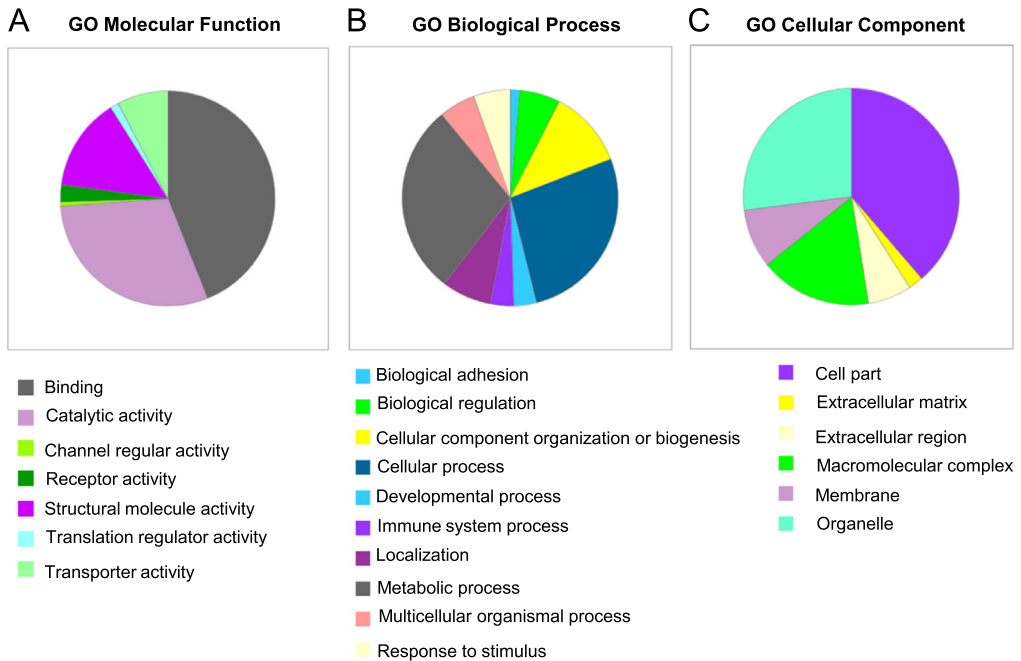 A GO Molecular Function
B GO Biological Process
C GO Cellular Component
Binding
Catalytic activity
Channel regular activity
Receptor activity
Structural molecule activity
Translation regulator activity
Transporter activity
Biological adhesion
Biological regulation
Cellular component organization or biogenesis
Cellular process
Developmental process
Immune system process
Localization
Metabolic process
Multicellular organismal process
Response to stimulus
Cell part
Extracellular matrix
Extracellular region
Macromolecular complex
Membrane
Organelle